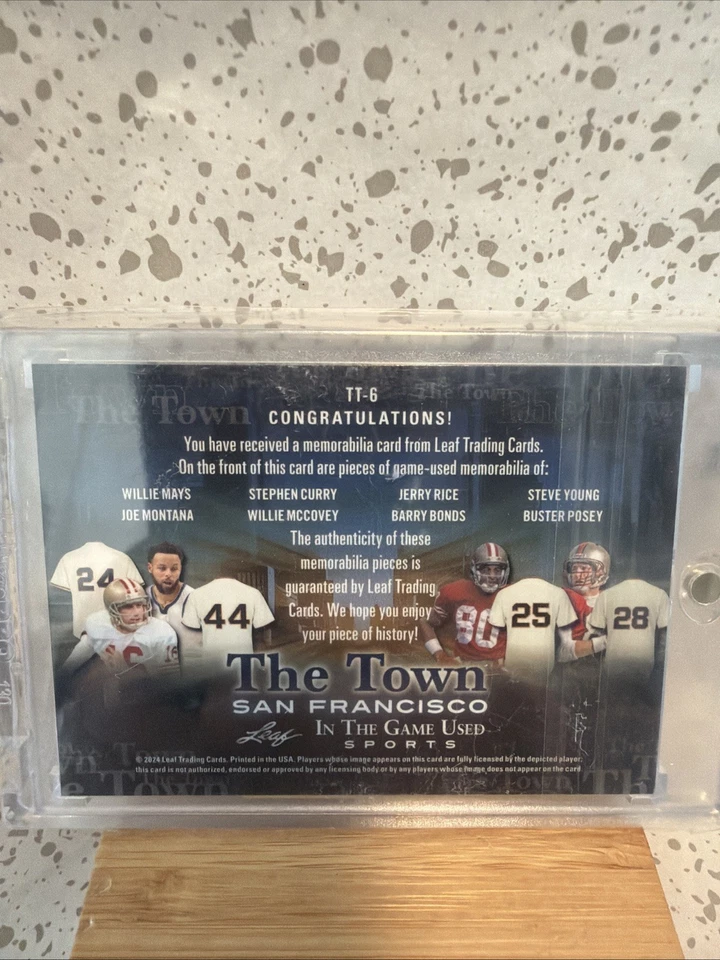 TT-6
CONGRATULATIONS!
You have received a memorabilia card from Leaf Trading Cards.
On the front of this card are pieces of game-used memorabilia of:
WILLIE MAYS STEPHEN CURRY JERRY RICE STEVE YOUNG
JOE MONTANA WILLIE MCCOVEY BARRY BONDS BUSTER POSEY
The authenticity of these
memorabilia pieces is
guaranteed by Leaf Trading
Cards. We hope you enjoy
your piece of history!
24
16
44
80
25
28
The Town
SAN FRANCISCO
Leaf IN THE GAME USED
SPORTS
© 2024 Leaf Trading Cards. Printed in the USA. Players whose image appears on this card are fully licensed by the depicted player;
this card is not authorized, endorsed or approved by any licensing body or by any players whose image does not appear on the card.
The Town
The Town